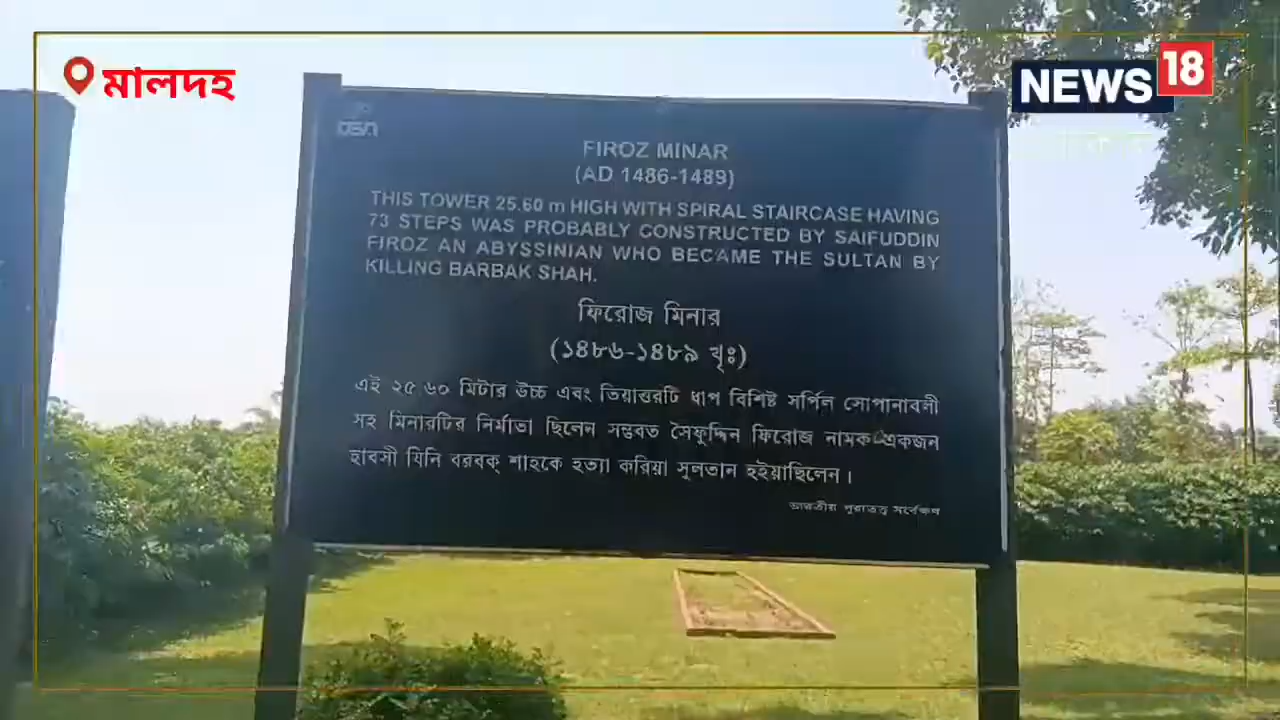 মালদহ
NEWS 18
FIROZ MINAR
(AD 1486-1489)
THIS TOWER 25.60 m HIGH WITH SPIRAL STAIRCASE HAVING
73 STEPS WAS PROBABLY CONSTRUCTED BY SAIFUDDIN
FIROZ AN ABYSSINIAN WHO BECAME THE SULTAN BY
KILLING BARBAK SHAH.
ফিরোজ মিনার
(১৪৮৬-১৪৮৯ খৃঃ)
এই ২৫ ৬০ মিটার উচ্চ এবং তিয়াত্তরটি ধাপ বিশিষ্ট সর্পিল সোপানাবলী
সহ মিনারটির নির্মাতা ছিলেন সম্ভবত সৈফুদ্দিন ফিরোজ নামক একজন
হাবসী যিনি বরবক্ শাহকে হত্যা করিয়া সুলতান হইয়াছিলেন।
ভারতীয় পুরাতত্ত্ব সর্বেক্ষণ